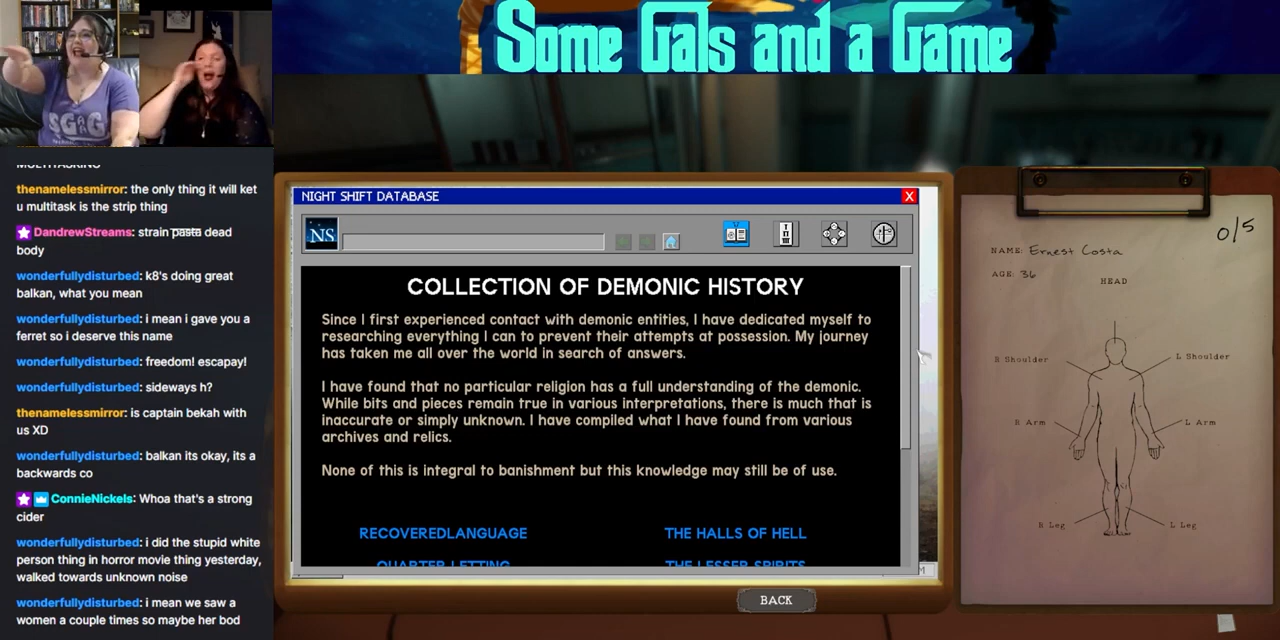 Some Gals and a Game
SGAG
MULTITASKING
thenamelessmirror: the only thing it will ket
u multitask is the strip thing
DandrewStreams: strain pasta dead
body
wonderfullydisturbed: k8's doing great
balkan, what you mean
wonderfullydisturbed: i mean i gave you a
ferret so i deserve this name
wonderfullydisturbed: freedom! escapay!
wonderfullydisturbed: sideways h?
thenamelessmirror: is captain bekah with
us XD
wonderfullydisturbed: balkan its okay, its a
backwards co
ConnieNickels: Whoa that's a strong
cider
wonderfullydisturbed: i did the stupid white
person thing in horror movie thing yesterday,
walked towards unknown noise
wonderfullydisturbed: i mean we saw a
women a couple times so maybe her bod
NIGHT SHIFT DATABASE
X
NS
COLLECTION OF DEMONIC HISTORY
Since I first experienced contact with demonic entities, I have dedicated myself to
researching everything I can to prevent their attempts at possession. My journey
has taken me all over the world in search of answers.
I have found that no particular religion has a full understanding of the demonic.
While bits and pieces remain true in various interpretations, there is much that is
inaccurate or simply unknown. I have compiled what I have found from various
archives and relics.
None of this is integral to banishment but this knowledge may still be of use.
RECOVEREDLANGUAGE
THE HALLS OF HELL
QUARTER LETTING
THE LESSER SPIRITS
M
BACK
0/5
NAME: Ernest Costa
AGE: 36
HEAD
R Shoulder
L Shoulder
R Arm
L Arm
R Leg
L Leg